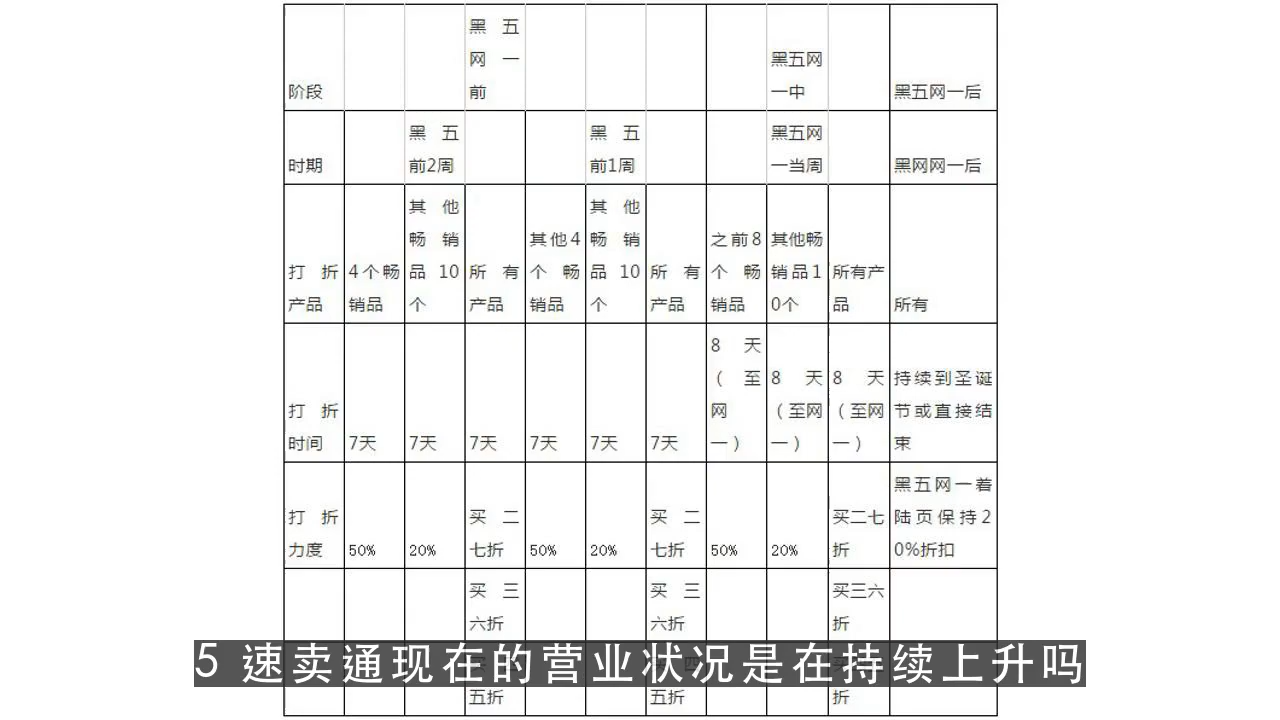 阶段 黑五网一前 黑五网一中 黑五网一后
时期 黑五前2周 黑五前1周 黑五网一当周 黑网网一后
打折产品 4个畅销品 其他畅销品10个 所有产品 其他4个畅销品 其他畅销品10个 所有产品 之前8个畅销品 其他畅销品10个 所有产品 所有
打折时间 7天 7天 7天 7天 7天 7天 8天（至网一） 8天（至网一） 8天（至网一） 持续到圣诞节或直接结束
打折力度 50% 20% 买二七折 50% 20% 买二七折 50% 20% 买二七折 黑五网一着陆页保持20%折扣
买三六折 买三六折 买三六折
5 速卖通现在的营业状况是在持续上升吗
五折 五折 折